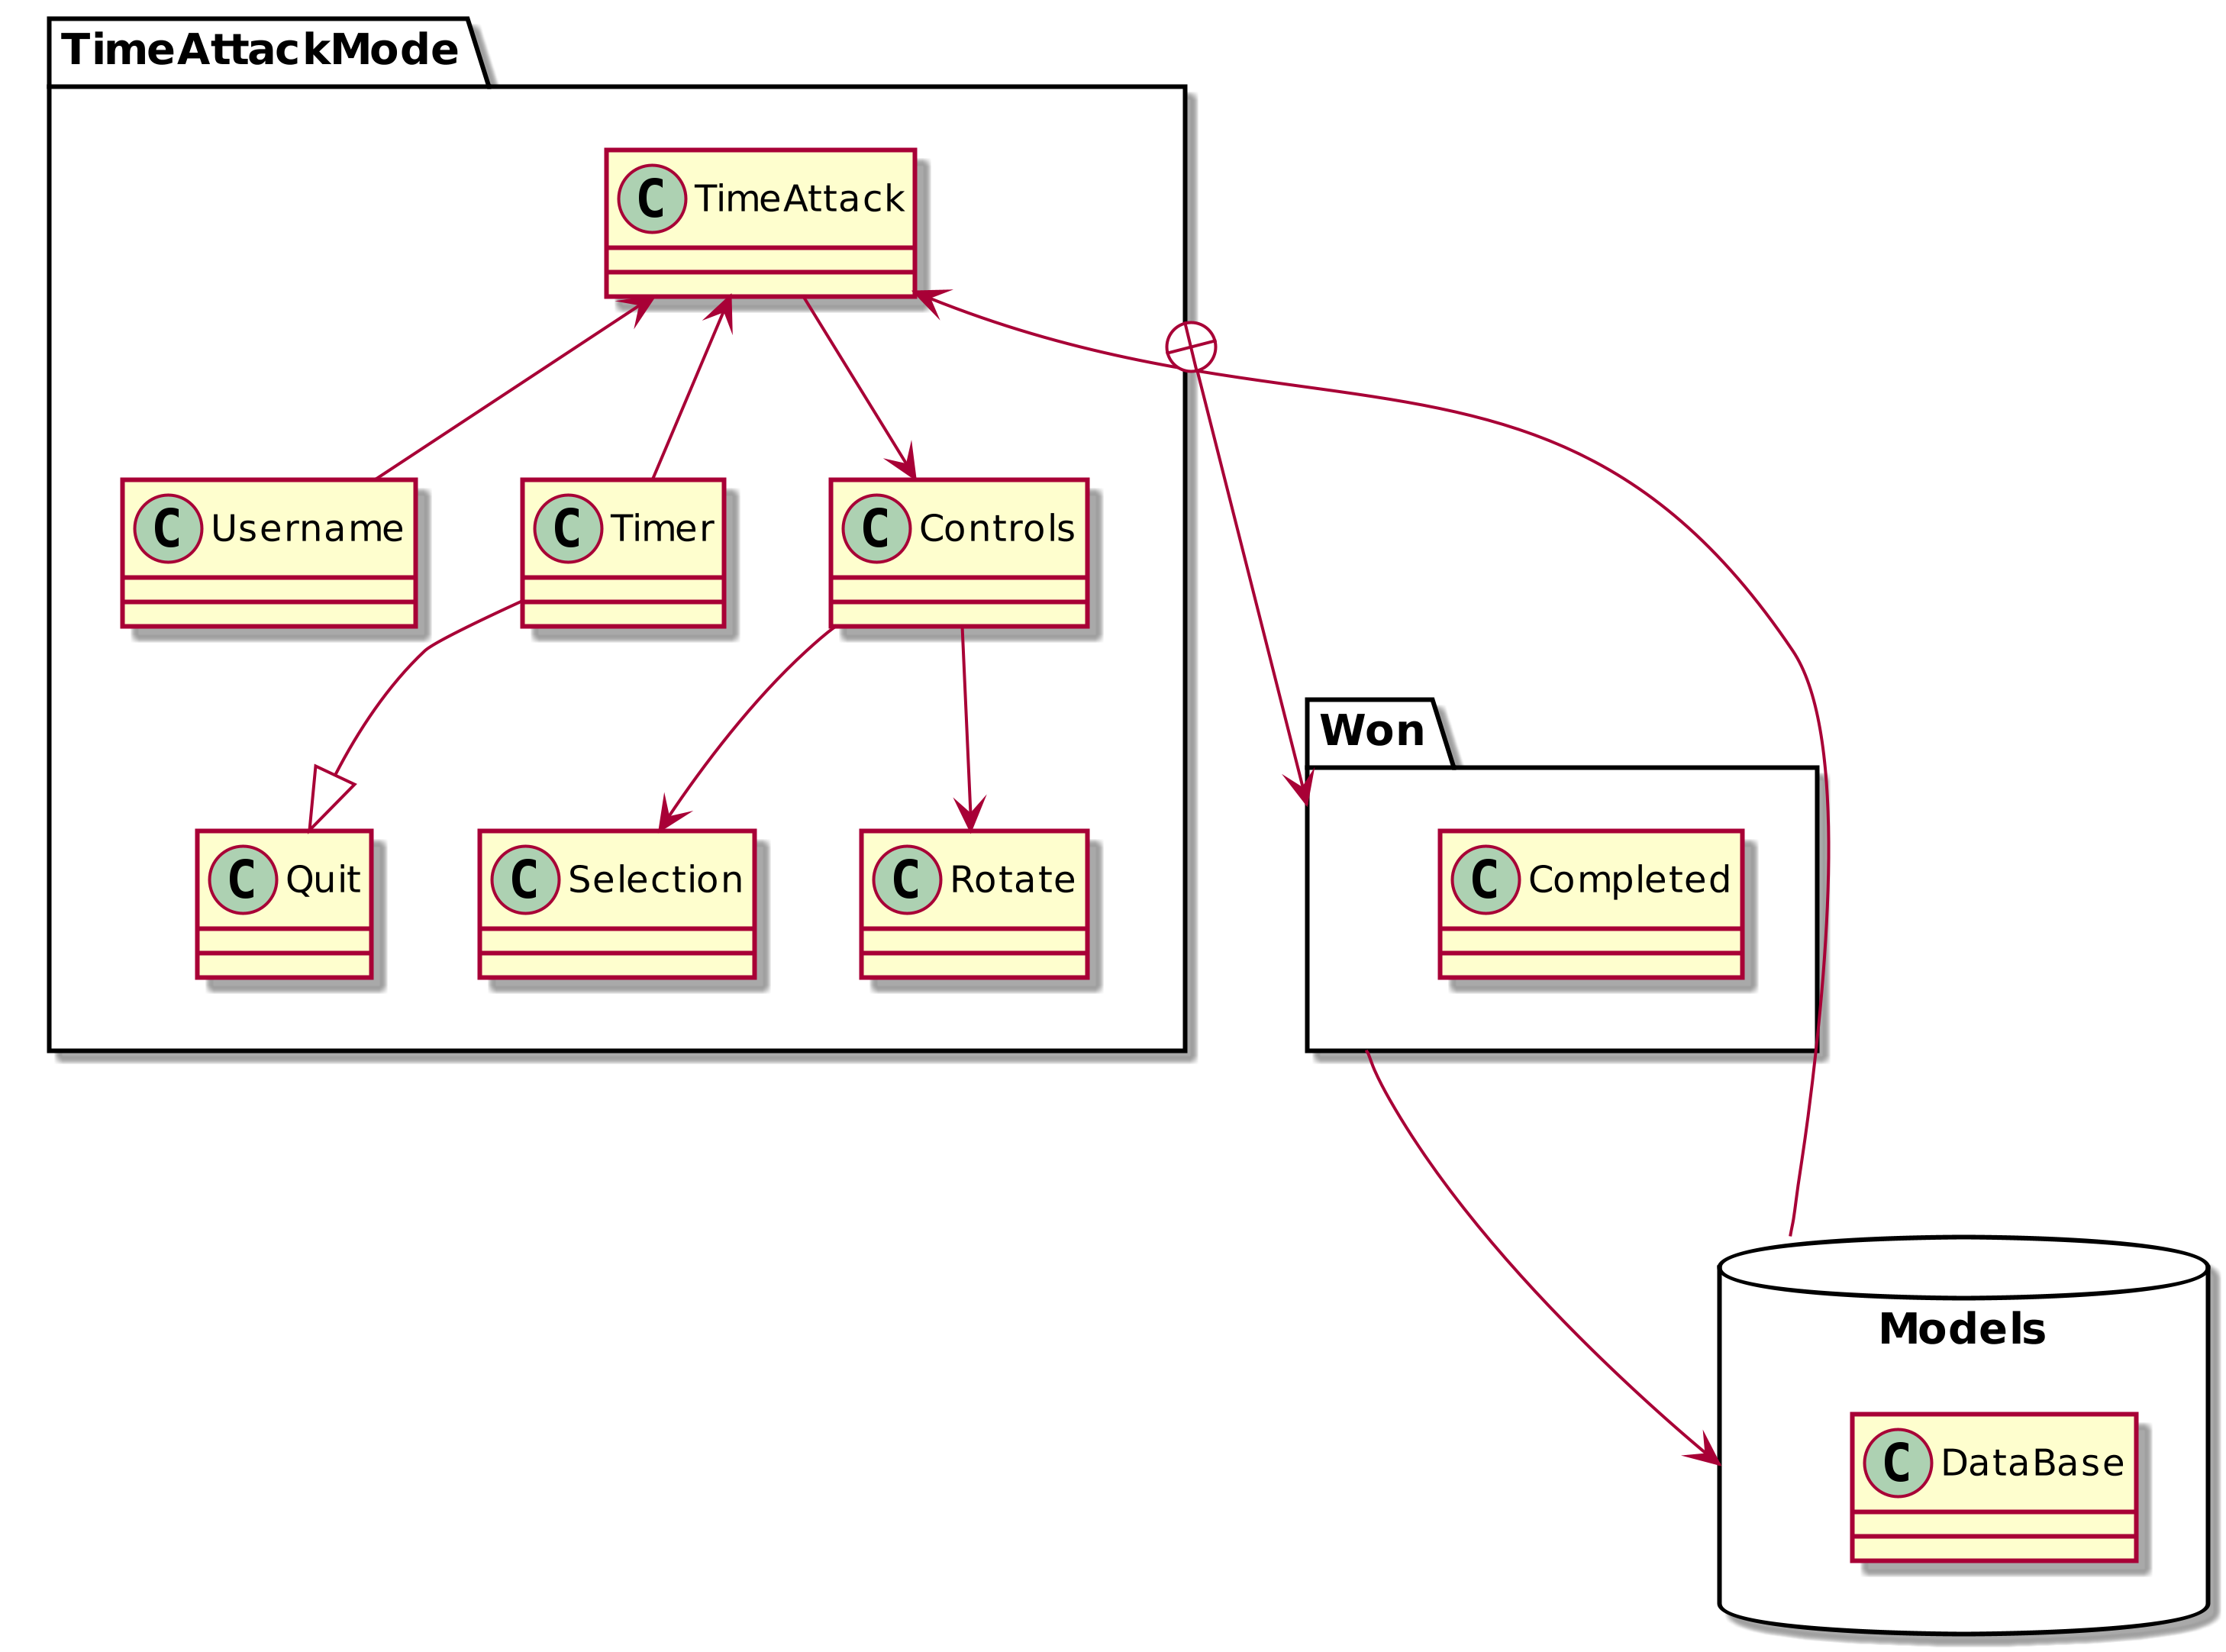 TimeAttackMode
C TimeAttack
C Username
C Timer
C Controls
Won
C Quit
C Selection
C Rotate
C Completed
Models
C DataBase